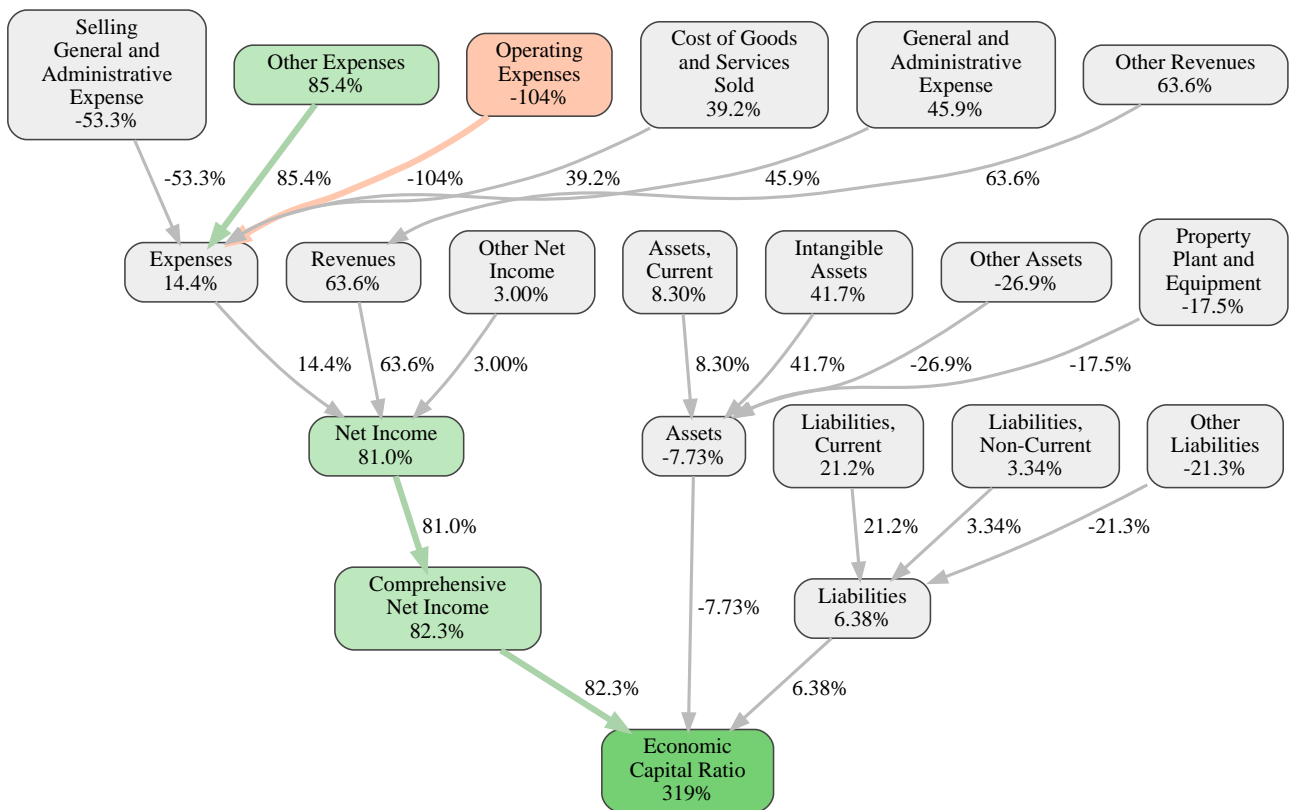 Selling
General and
Administrative
Expense
-53.3%
Other Expenses
85.4%
Operating
Expenses
-104%
Cost of Goods
and Services
Sold
39.2%
General and
Administrative
Expense
45.9%
Other Revenues
63.6%
-53.3%
85.4%
-104%
39.2%
45.9%
63.6%
Expenses
14.4%
Revenues
63.6%
Other Net
Income
3.00%
Assets,
Current
8.30%
Intangible
Assets
41.7%
Other Assets
-26.9%
Property
Plant and
Equipment
-17.5%
14.4%
63.6%
3.00%
8.30%
41.7%
-26.9%
-17.5%
Net Income
81.0%
Assets
-7.73%
Liabilities,
Current
21.2%
Liabilities,
Non-Current
3.34%
Other
Liabilities
-21.3%
81.0%
21.2%
3.34%
-21.3%
Comprehensive
Net Income
82.3%
-7.73%
Liabilities
6.38%
82.3%
6.38%
Economic
Capital Ratio
319%